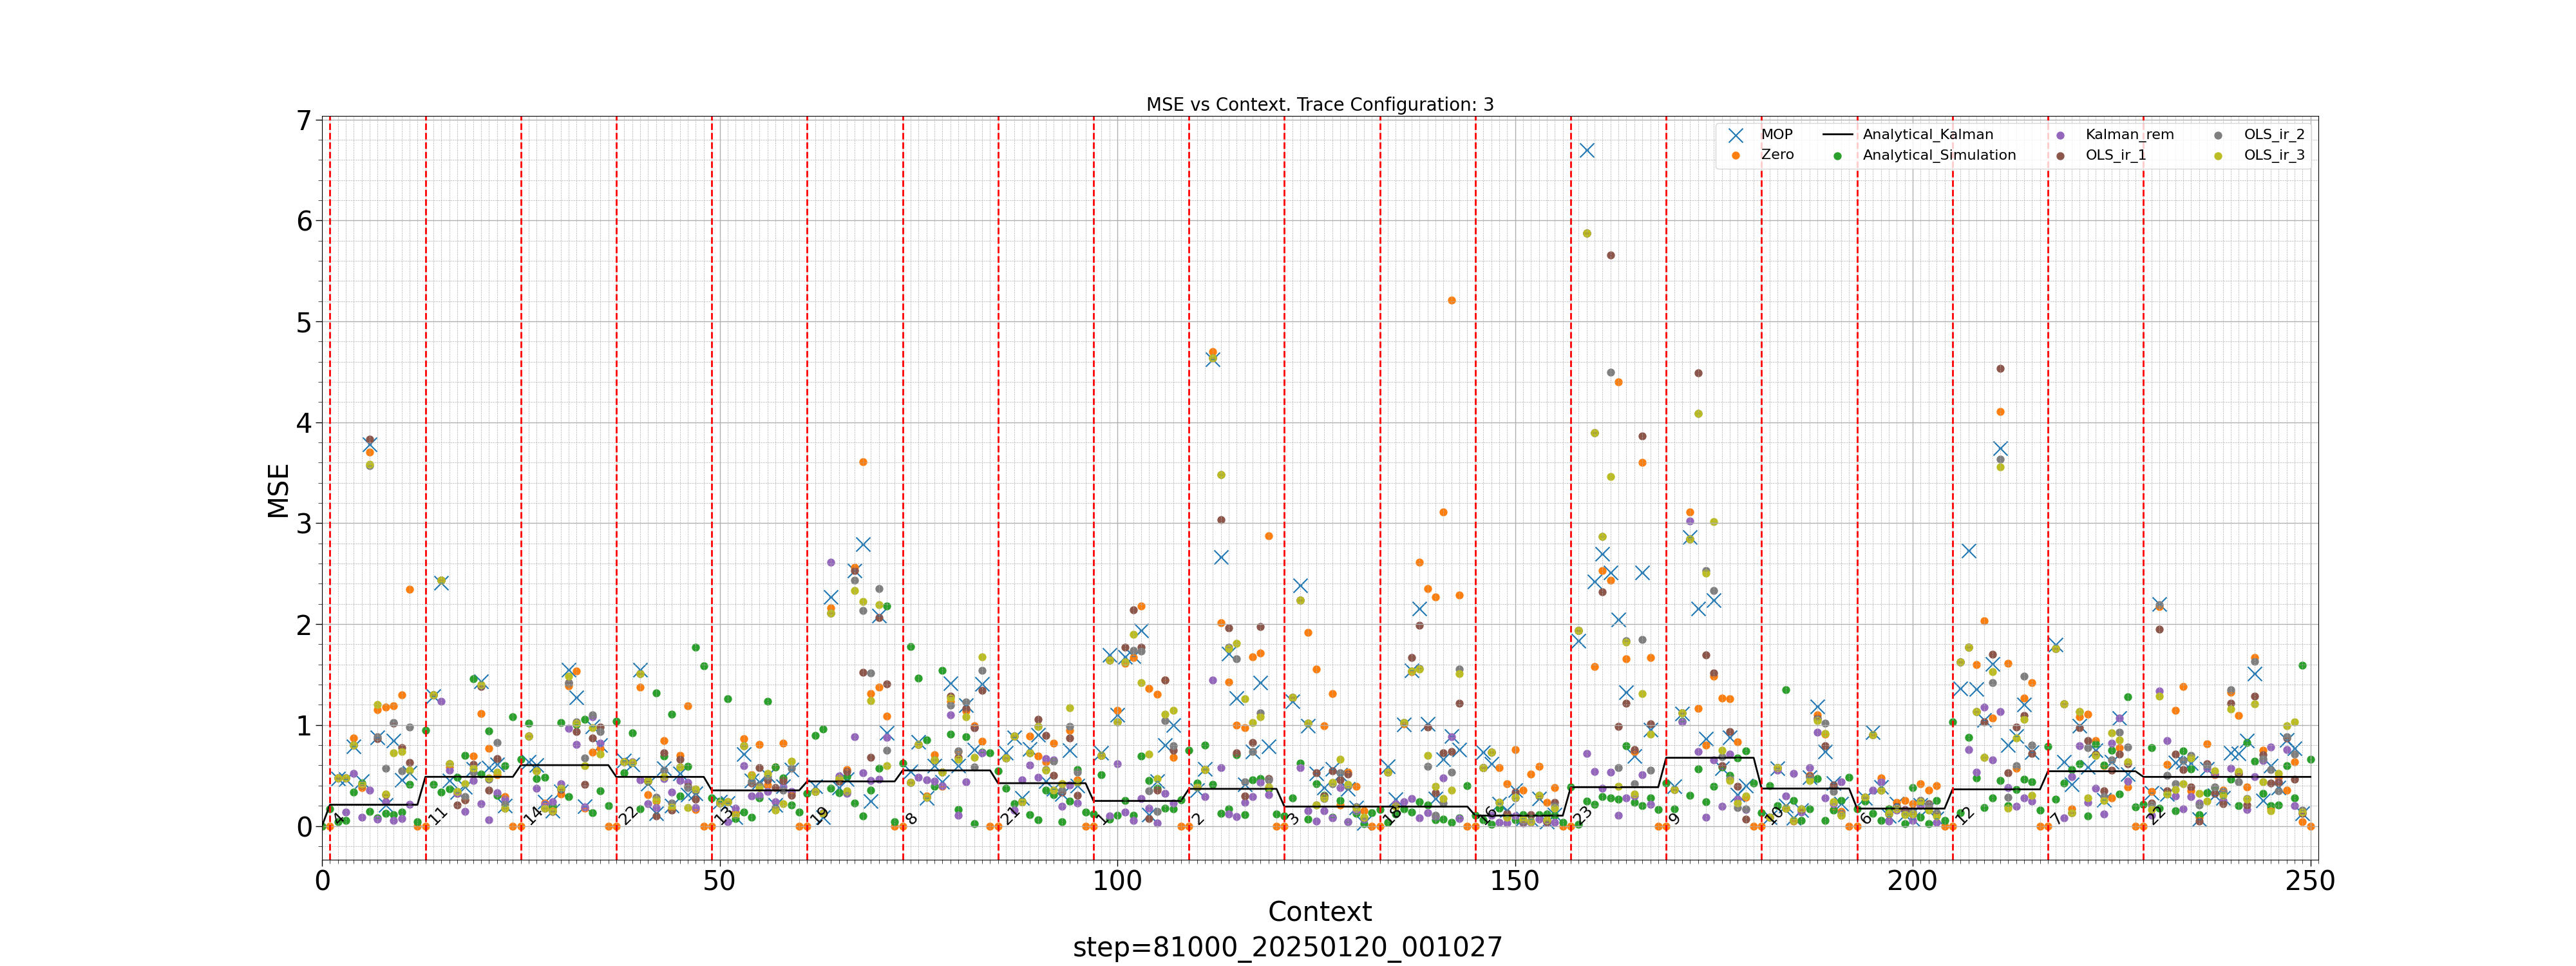 MSE vs Context. Trace Configuration: 3
7
6
5
4
3
2
1
0
MSE
MOP
Zero
Analytical_Kalman
Analytical_Simulation
Kalman_rem
OLS_ir_1
OLS_ir_2
OLS_ir_3
4 11 14 22 13 19 8 21 1 2 3 18 16 23 9 10 6 12 7 22
0 50 100 150 200 250
Context
step=81000_20250120_001027